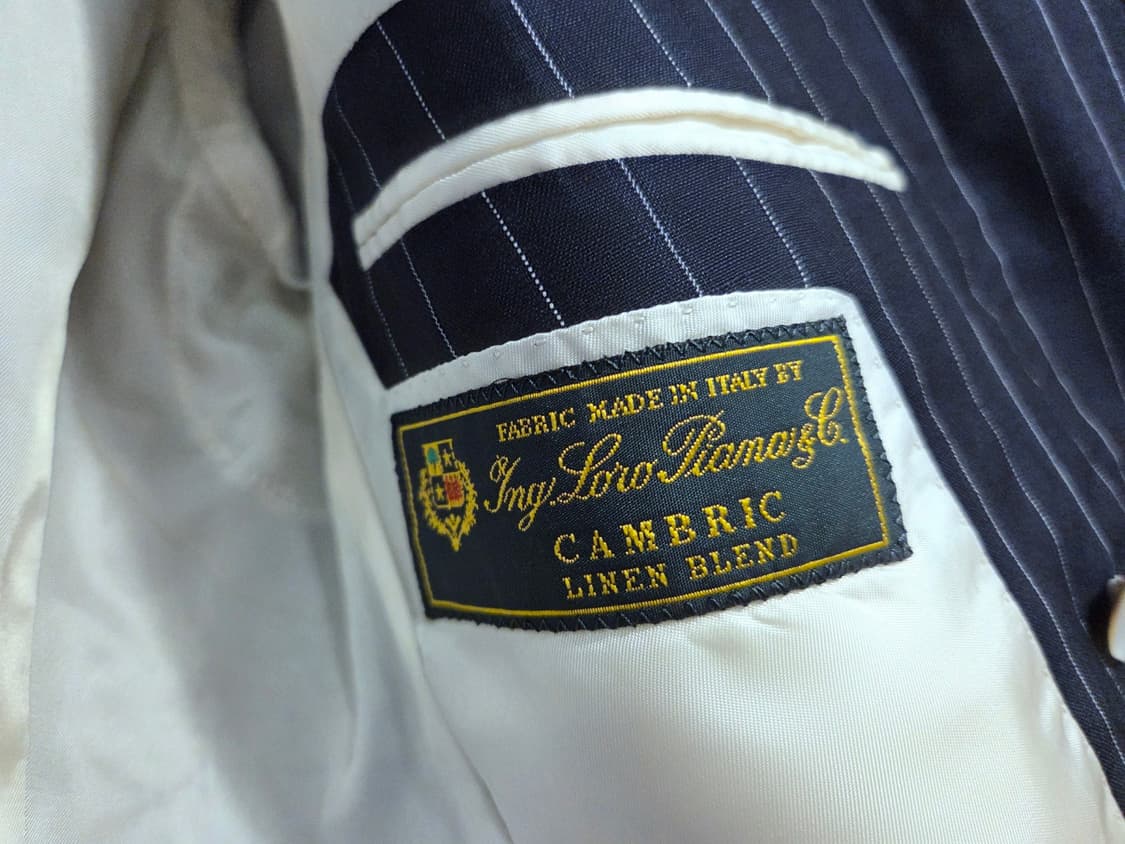 FABRIC MADE IN ITALY BY
Ing. Loro Piana & C.
CAMBRIC
LINEN BLEND